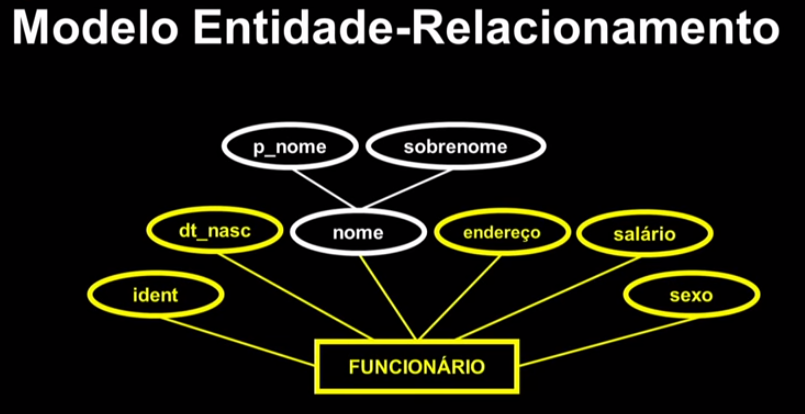 Modelo Entidade-Relacionamento
p_nome
sobrenome
dt_nasc
nome
endereço
salário
ident
sexo
FUNCIONÁRIO